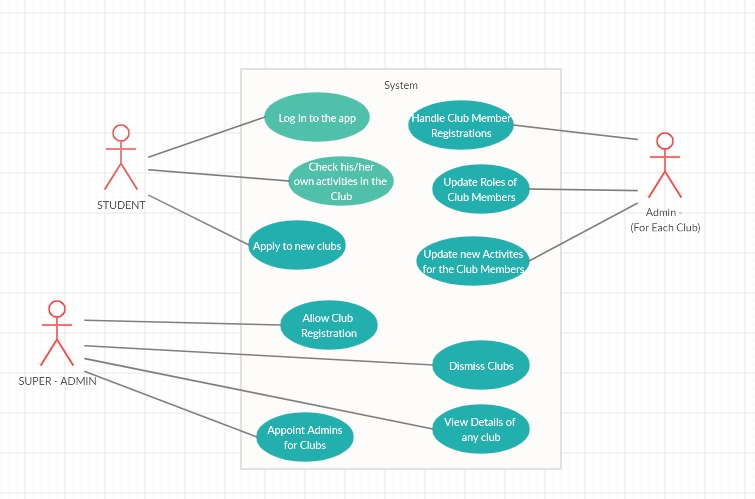 System
Log In to the app
Handle Club Member
Registrations
Check his/her
own activities in the
Club
Update Roles of
Club Members
STUDENT
Admin -
(For Each Club)
Apply to new clubs
Update new Activites
for the Club Members
Allow Club
Registration
Dismiss Clubs
SUPER - ADMIN
View Details of
any club
Appoint Admins
for Clubs